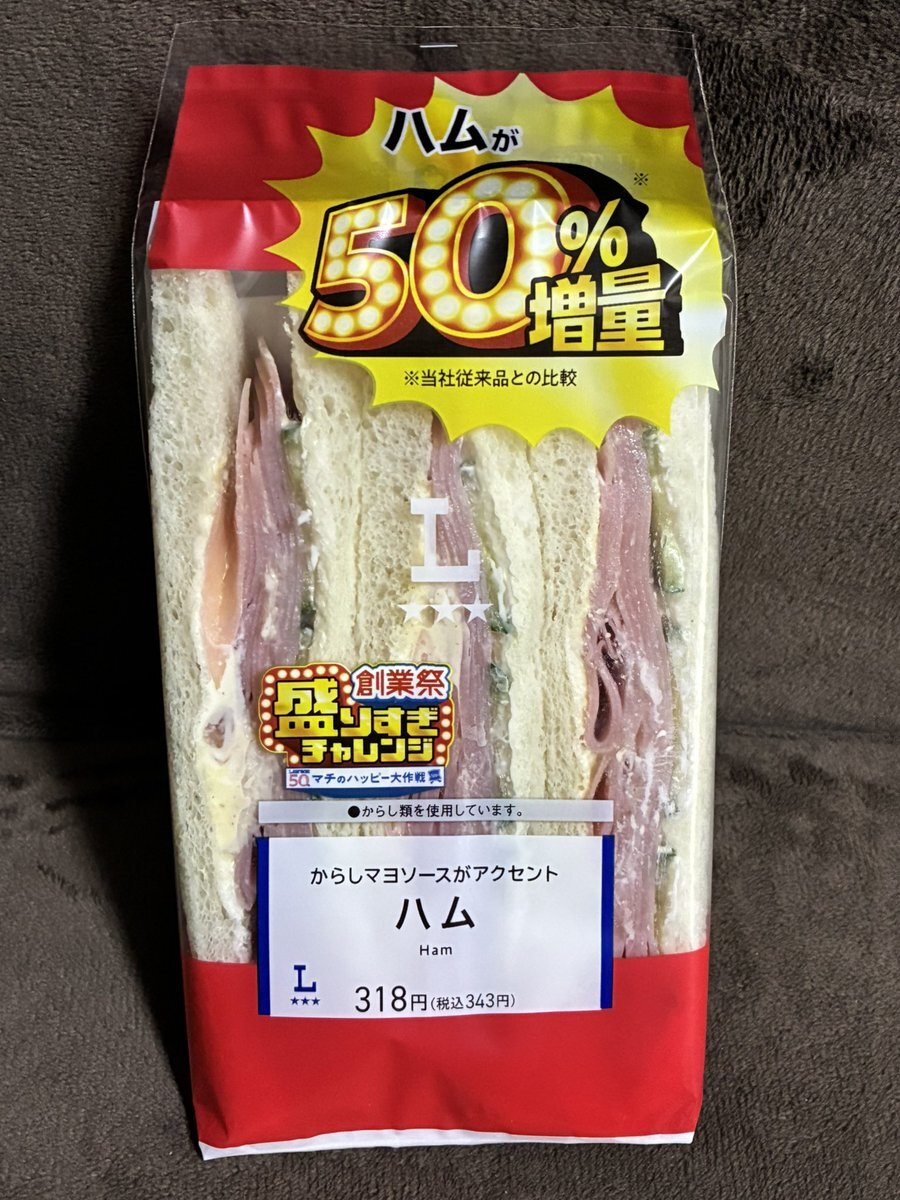 ハムが
50%※
増量
※当社従来品との比較
L
創業祭
盛りすぎ
チャレンジ
50th マチのハッピー大作戦
●からし類を使用しています。
からしマヨソースがアクセント
ハム
Ham
L
318円(税込343円)